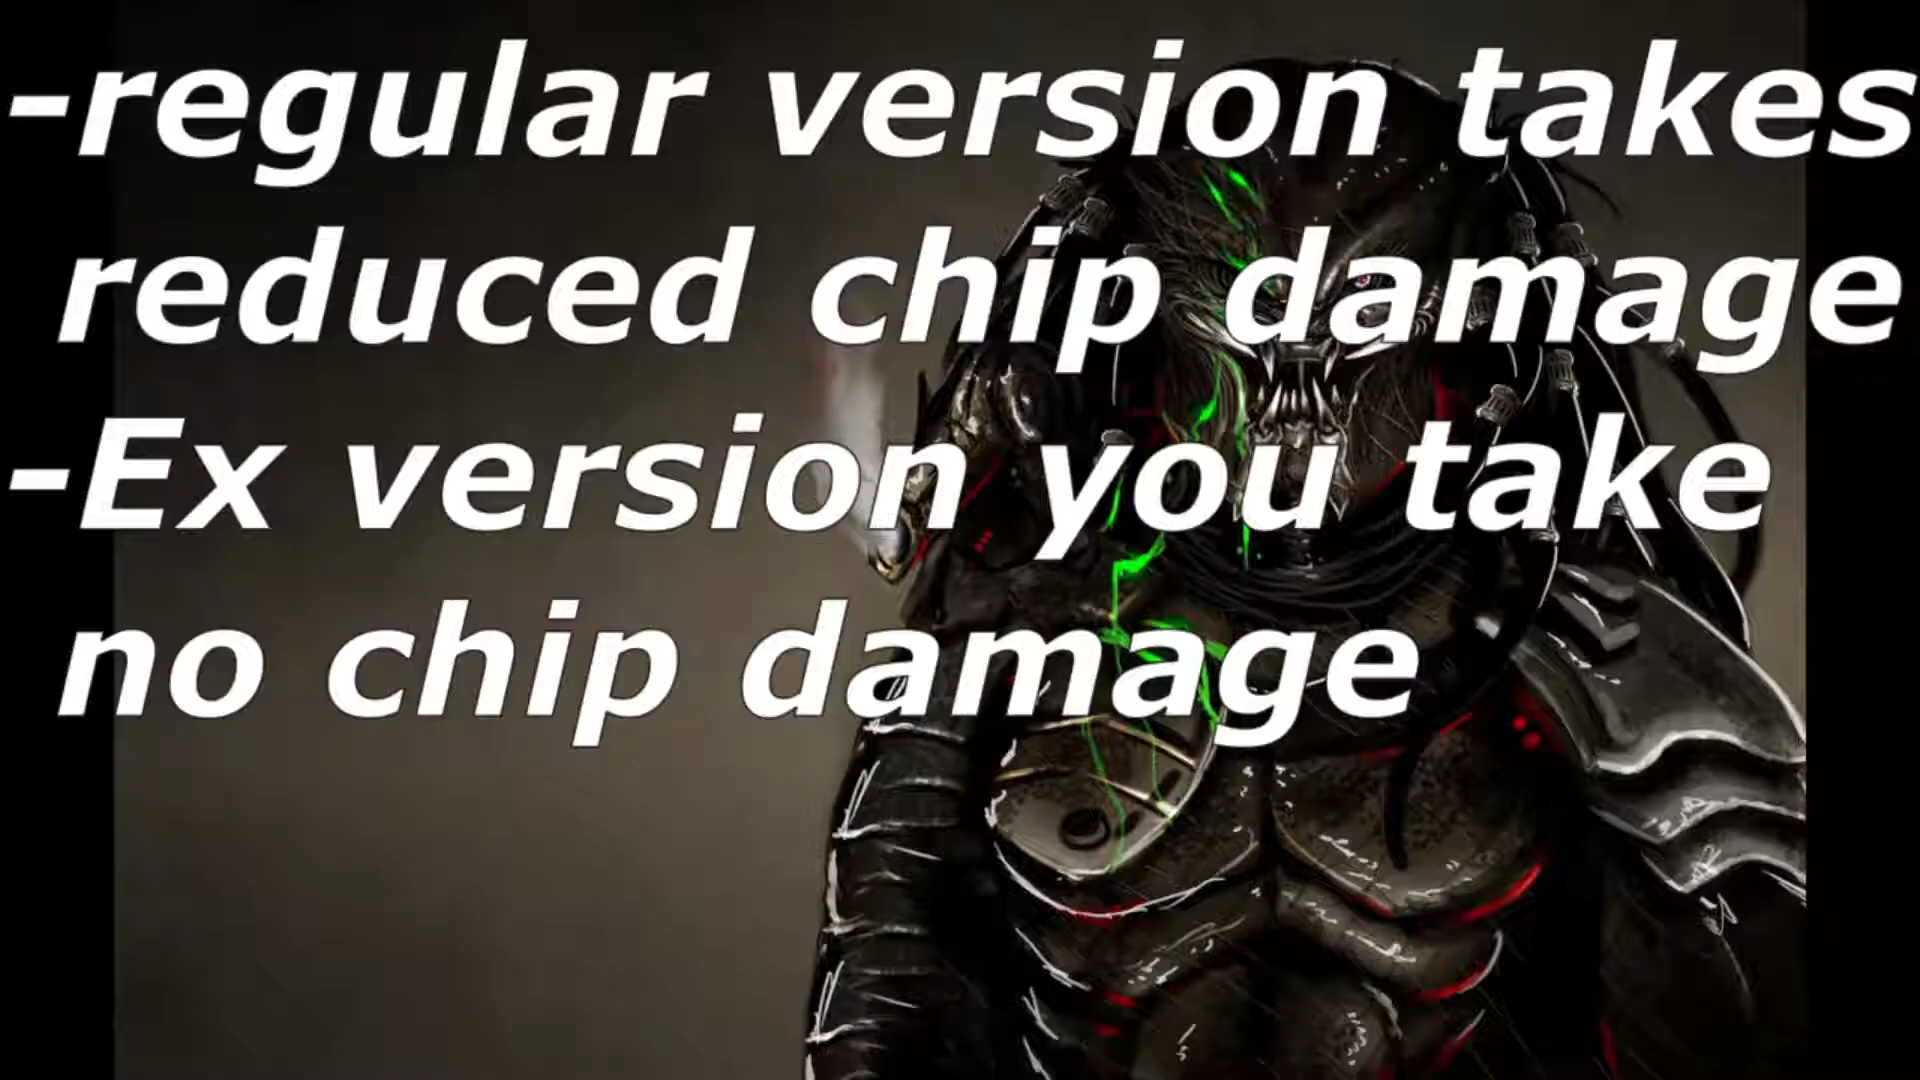 -regular version takes
reduced chip damage
-Ex version you take
no chip damage